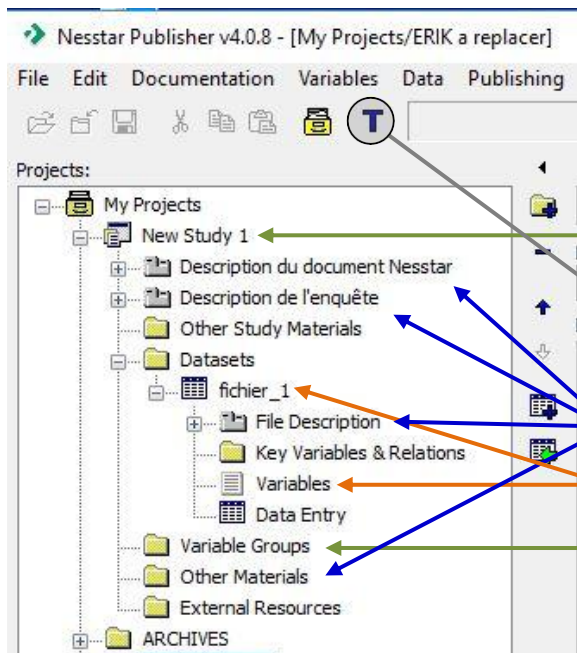 Nesstar Publisher v4.0.8 - [My Projects/ERIK a replacer]
File Edit Documentation Variables Data Publishing
T
Projects:
My Projects
New Study 1
Description du document Nesstar
Description de l'enquête
Other Study Materials
Datasets
fichier_1
File Description
Key Variables & Relations
Variables
Data Entry
Variable Groups
Other Materials
External Resources
ARCHIVES